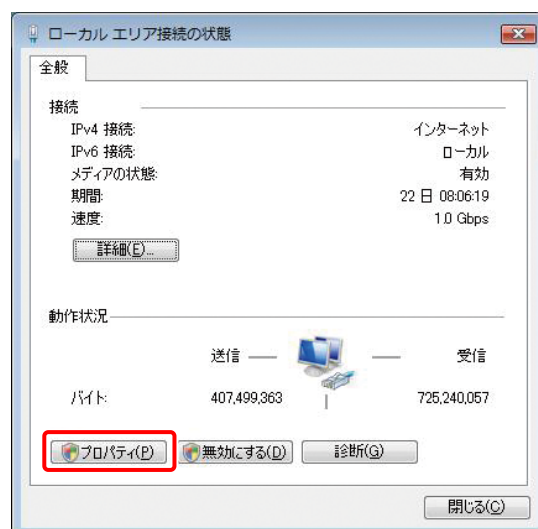 ローカル エリア接続の状態
全般
接続
IPv4 接続: インターネット
IPv6 接続: ローカル
メディアの状態: 有効
期間: 22 日 08:06:19
速度: 1.0 Gbps
詳細(E)...
動作状況
送信 受信
バイト: 407,499,363 725,240,057
プロパティ(P) 無効にする(D) 診断(G)
閉じる(C)